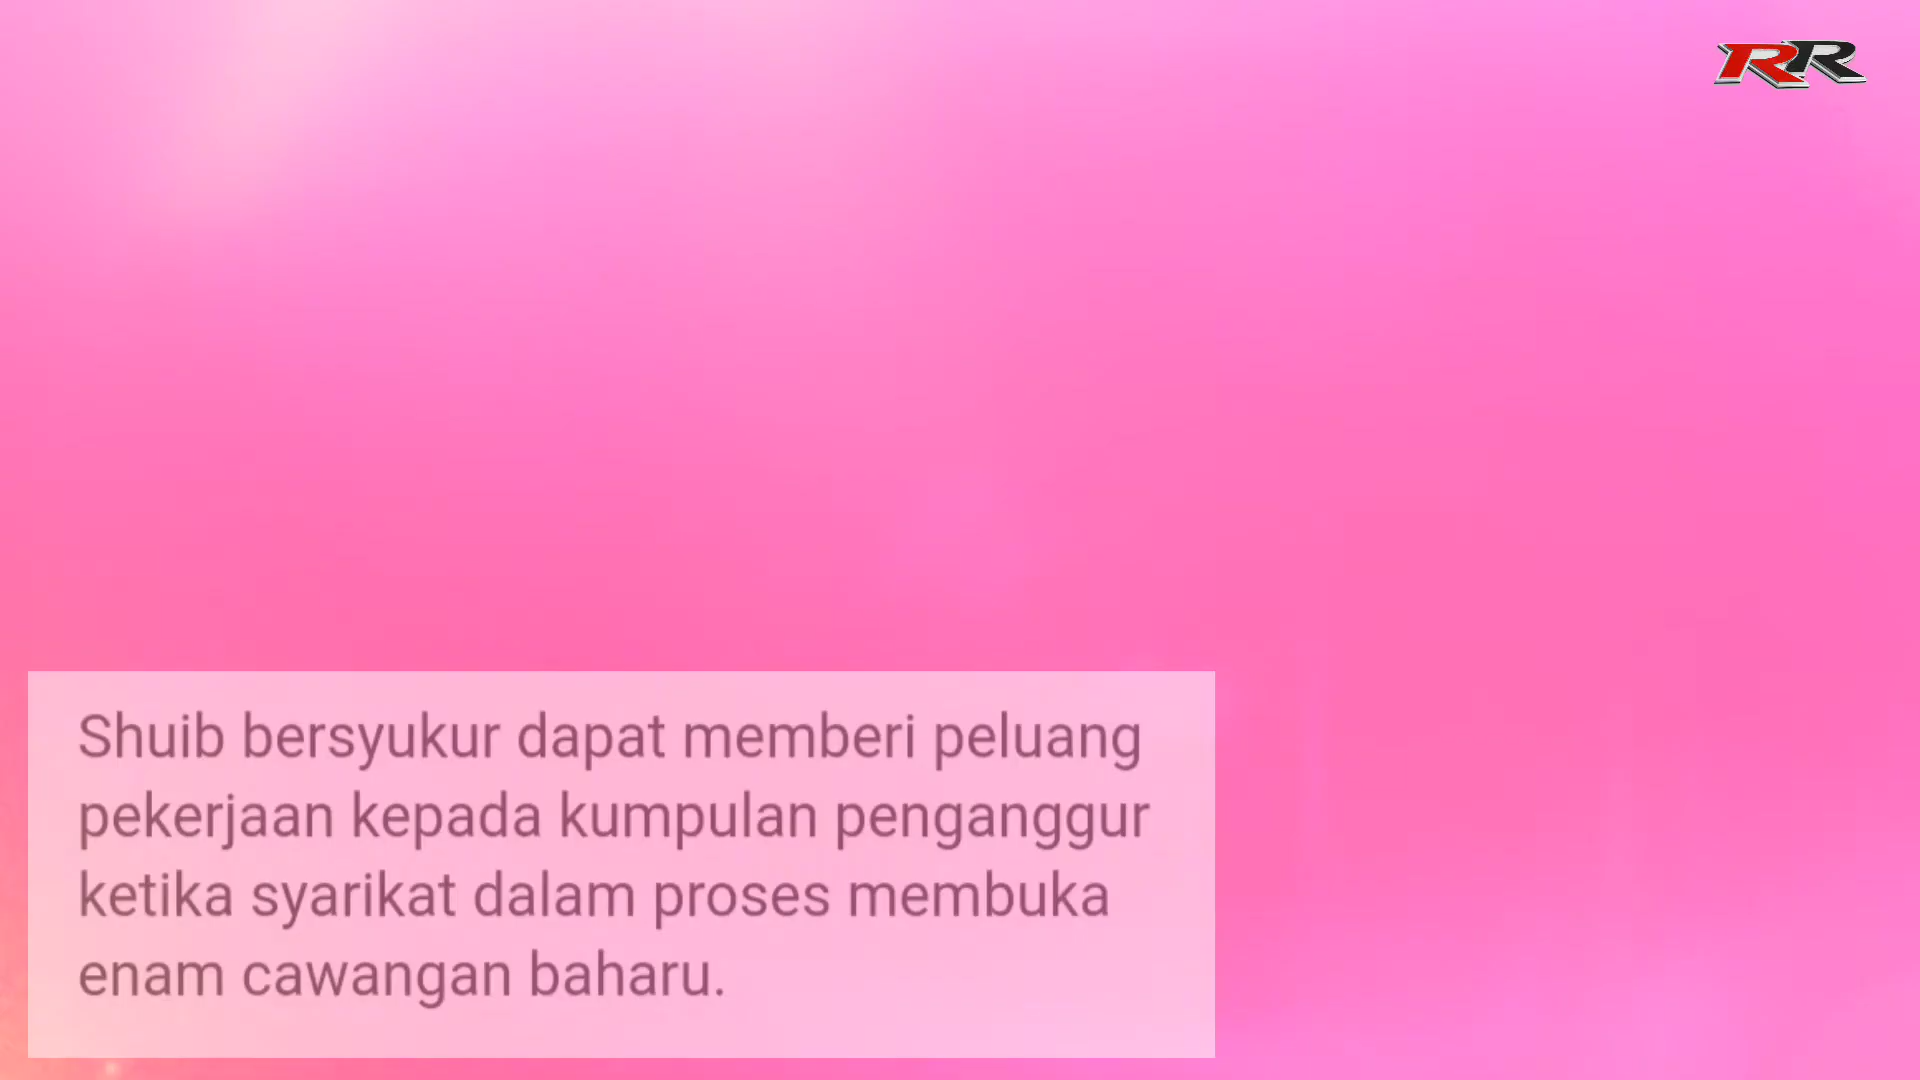 RR
Shuib bersyukur dapat memberi peluang
pekerjaan kepada kumpulan penganggur
ketika syarikat dalam proses membuka
enam cawangan baharu.